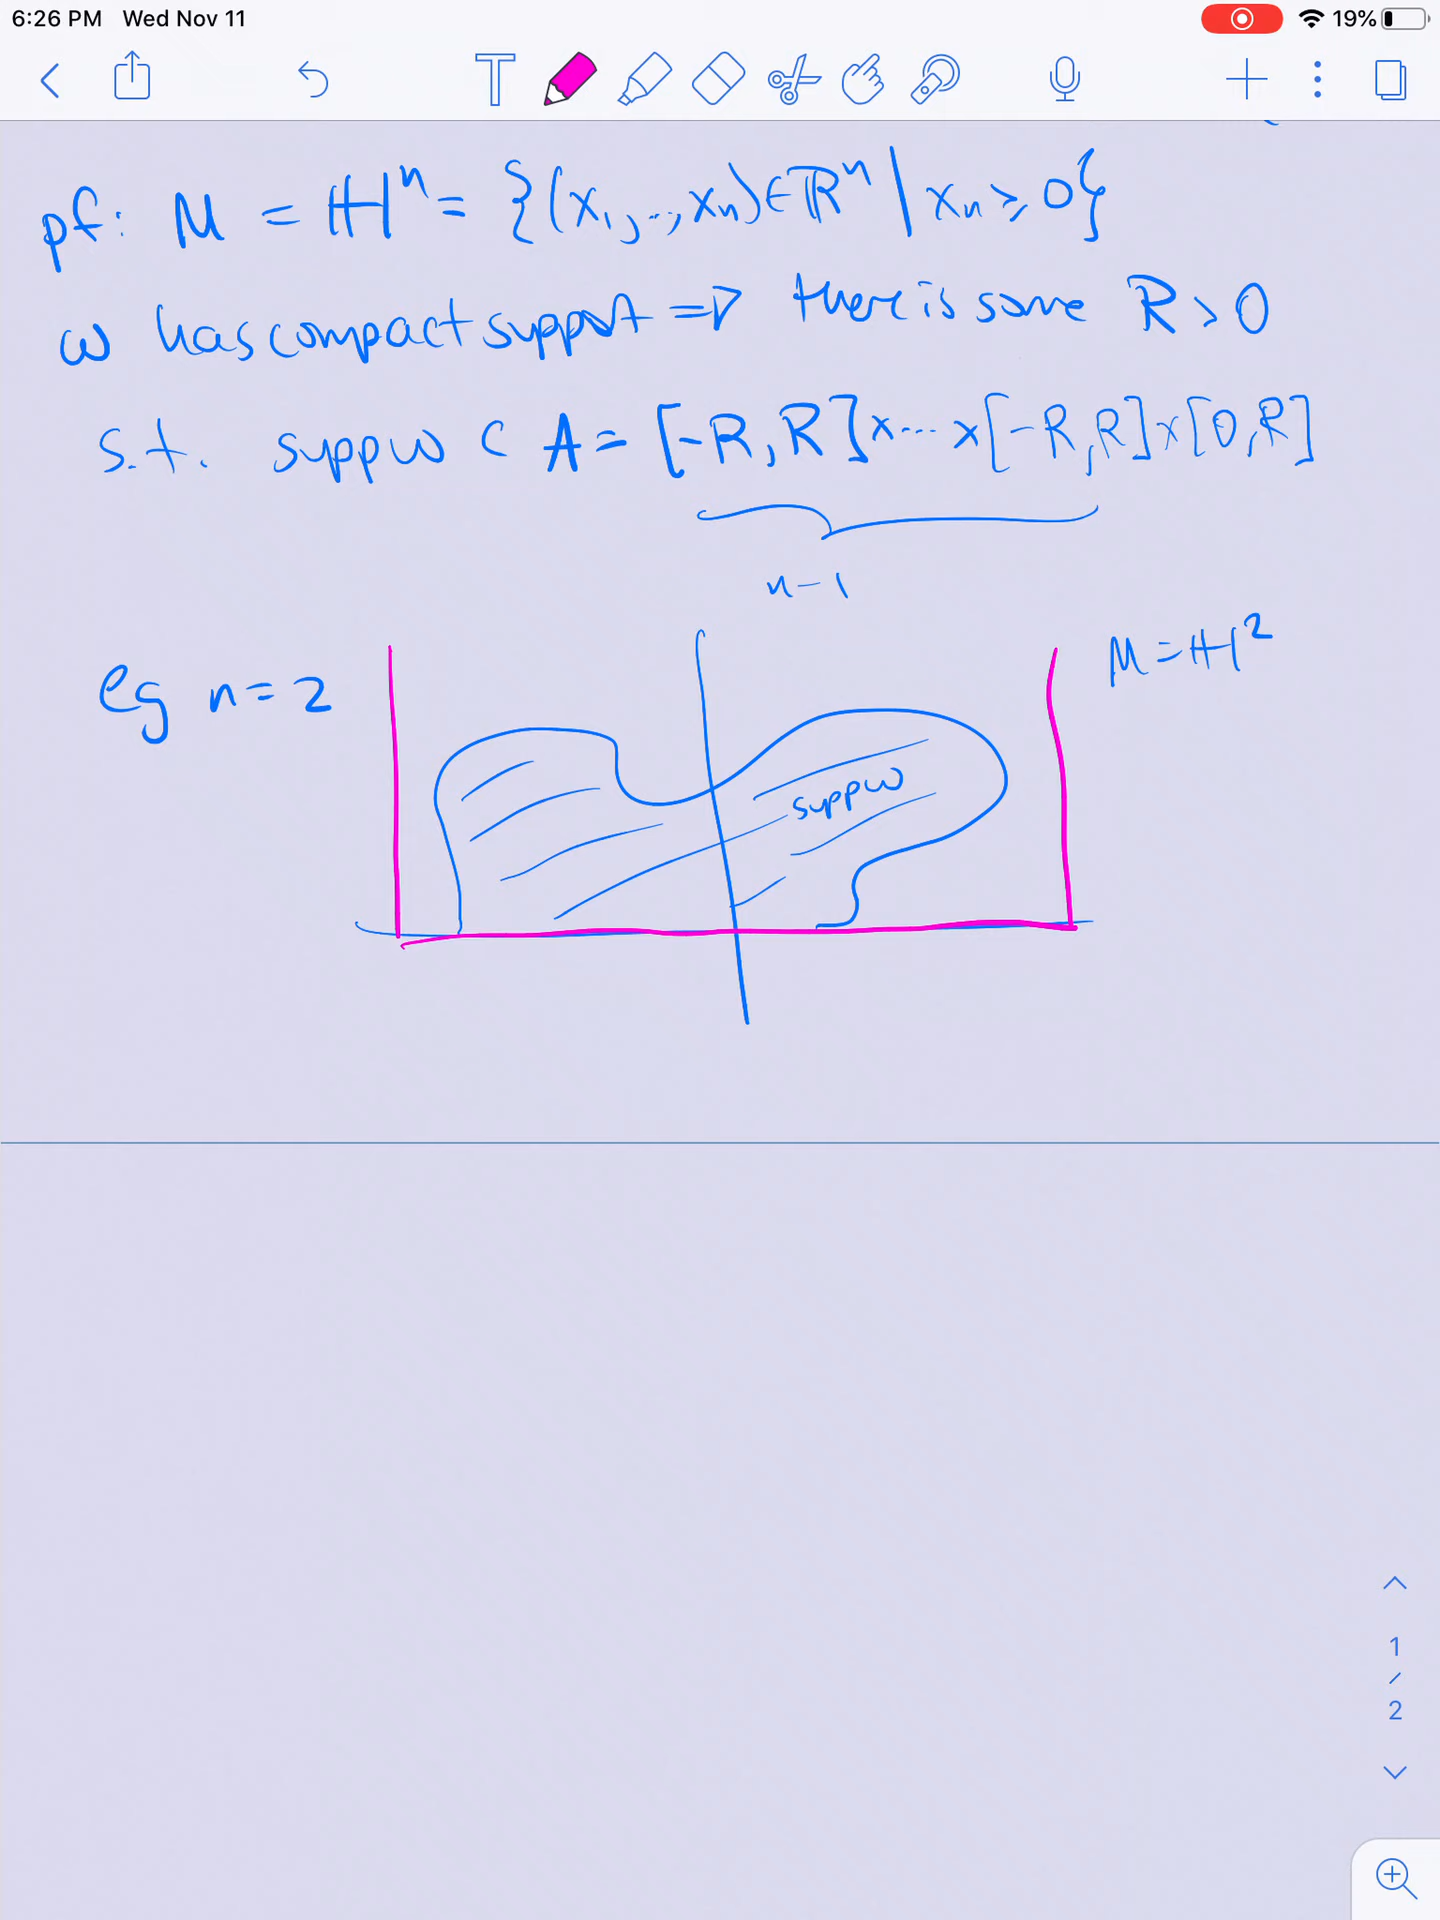 6:26 PM Wed Nov 11 19%
T
pf: M = ℍⁿ = {(x₁,..,xₙ)∈ℝⁿ | xₙ ≥ 0}
ω has compact support => there is some R > 0
s.t. supp ω ⊂ A = [-R,R]×...×[-R,R]×[0,R]
n-1
eg n=2
M=ℍ²
supp ω
1
/
2